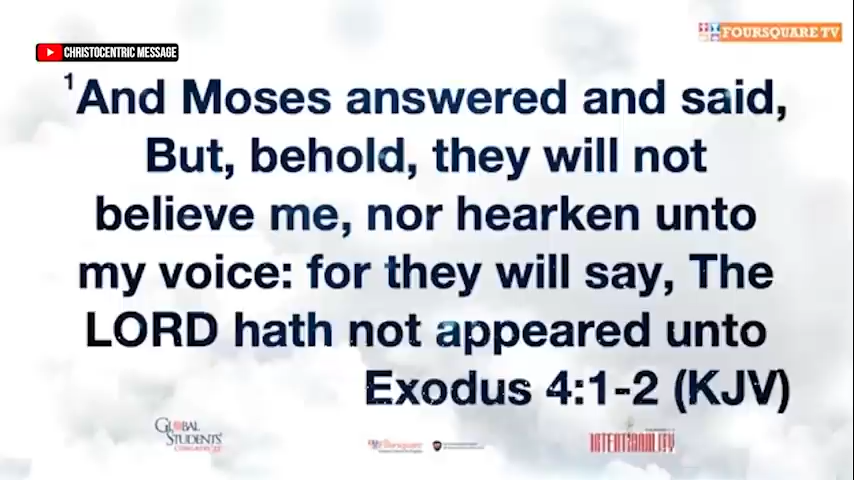 FOURSQUARE TV
CHRISTOCENTRIC MESSAGE
1And Moses answered and said,
But, behold, they will not
believe me, nor hearken unto
my voice: for they will say, The
LORD hath not appeared unto
Exodus 4:1-2 (KJV)
GLOBAL
STUDENTS'
Foursquare
INTENTIONALITY